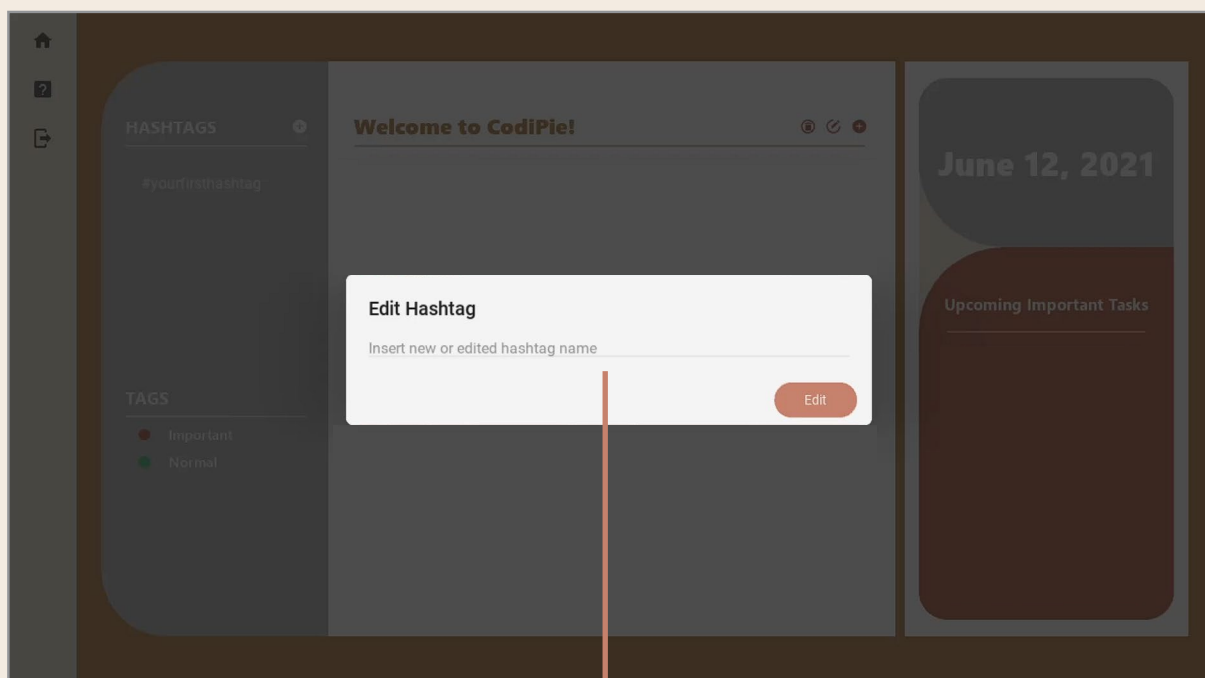 HASHTAGS
#yourfirsthashtag
TAGS
Important
Normal
Welcome to CodiPie!
Edit Hashtag
Insert new or edited hashtag name
Edit
June 12, 2021
Upcoming Important Tasks